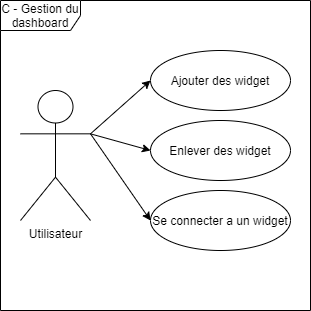 C - Gestion du
dashboard
Ajouter des widget
Enlever des widget
Se connecter a un widget
Utilisateur